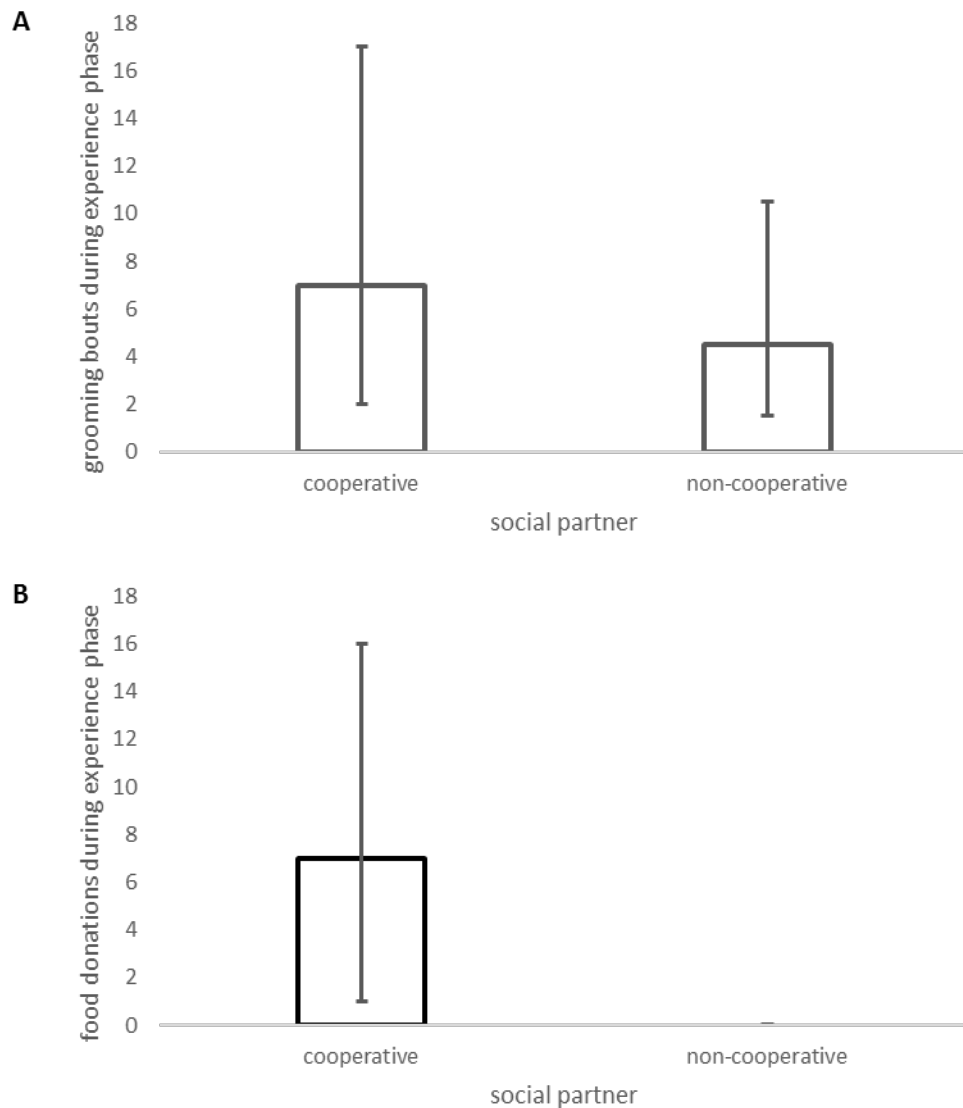 A
grooming bouts during experience phase
18
16
14
12
10
8
6
4
2
0
cooperative
non-cooperative
social partner
B
food donations during experience phase
18
16
14
12
10
8
6
4
2
0
cooperative
non-cooperative
social partner